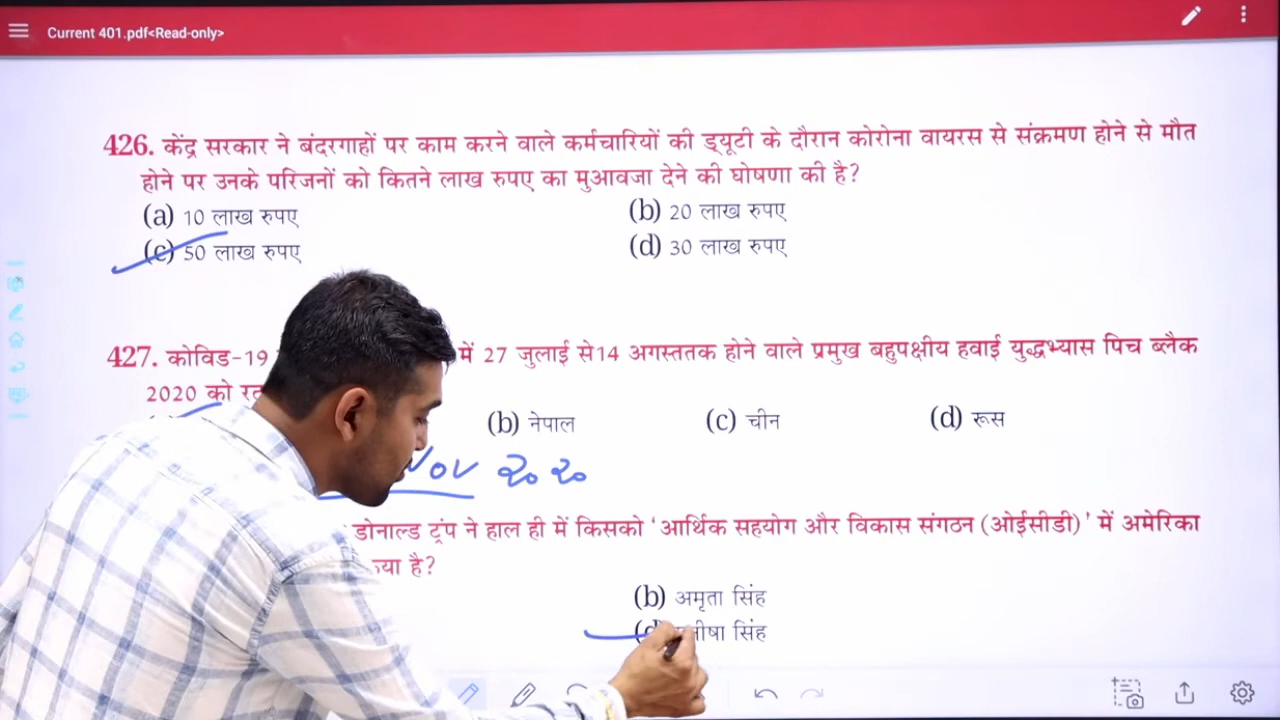 Current 401.pdf<Read-only>
426. केंद्र सरकार ने बंदरगाहों पर काम करने वाले कर्मचारियों की ड्यूटी के दौरान कोरोना वायरस से संक्रमण होने से मौत
होने पर उनके परिजनों को कितने लाख रुपए का मुआवजा देने की घोषणा की है?
(a) 10 लाख रुपए (b) 20 लाख रुपए
(c) 50 लाख रुपए (d) 30 लाख रुपए
427. कोविड-19 में 27 जुलाई से14 अगस्ततक होने वाले प्रमुख बहुपक्षीय हवाई युद्धभ्यास पिच ब्लैक
2020 को
(b) नेपाल (c) चीन (d) रूस
Nov 2020
डोनाल्ड ट्रंप ने हाल ही में किसको ‘आर्थिक सहयोग और विकास संगठन (ओईसीडी)’ में अमेरिका
है?
(b) अमृता सिंह
सिंह